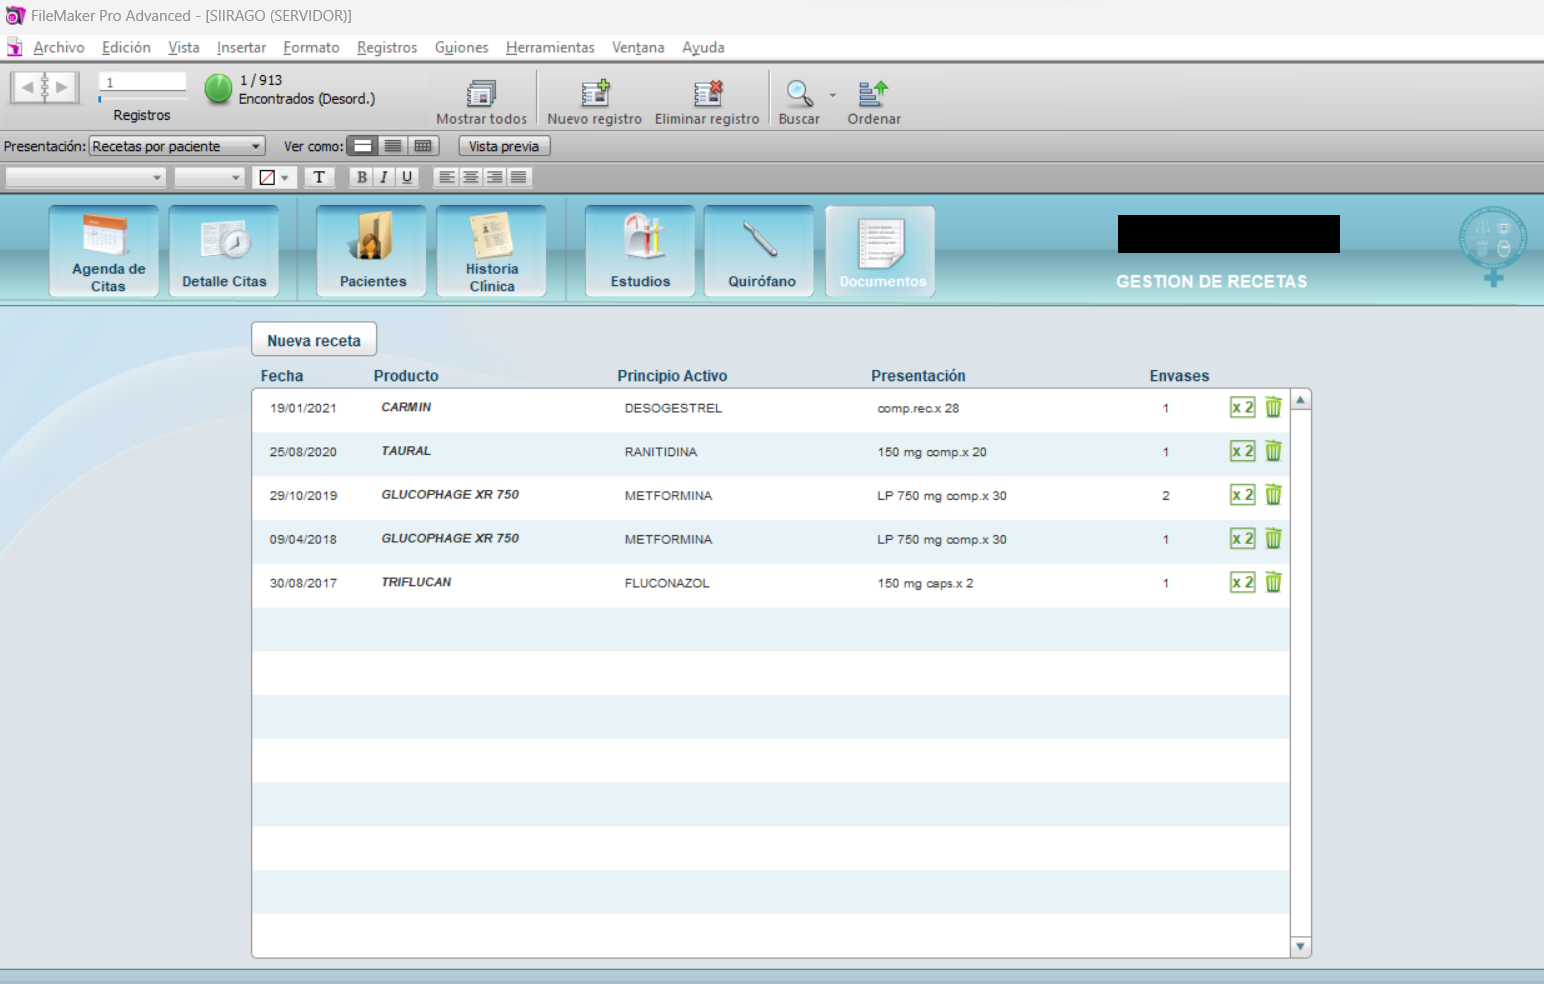 FileMaker Pro Advanced - [SIIRAGO (SERVIDOR)]
Archivo Edición Vista Insertar Formato Registros Guiones Herramientas Ventana Ayuda
1
Registros
1 / 913
Encontrados (Desord.)
Mostrar todos
Nuevo registro
Eliminar registro
Buscar
Ordenar
Presentación: Recetas por paciente Ver como: Vista previa
T B I U
Agenda de
Citas
Detalle Citas
Pacientes
Historia
Clínica
Estudios
Quirófano
Documentos
GESTION DE RECETAS
Nueva receta
Fecha Producto Principio Activo Presentación Envases
19/01/2021 CARMIN DESOGESTREL comp.rec.x 28 1 x 2
25/08/2020 TAURAL RANITIDINA 150 mg comp.x 20 1 x 2
29/10/2019 GLUCOPHAGE XR 750 METFORMINA LP 750 mg comp.x 30 2 x 2
09/04/2018 GLUCOPHAGE XR 750 METFORMINA LP 750 mg comp.x 30 1 x 2
30/08/2017 TRIFLUCAN FLUCONAZOL 150 mg caps.x 2 1 x 2